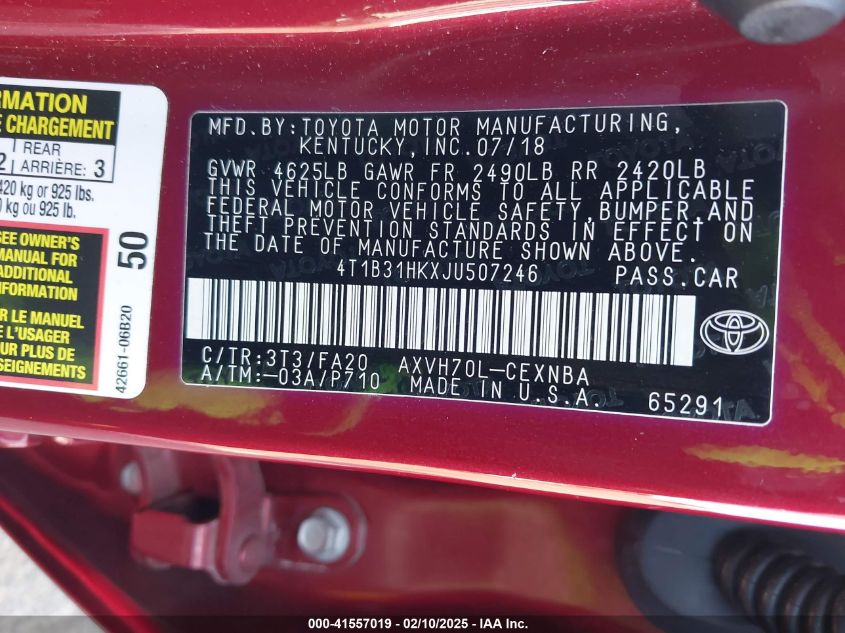 RMATION
E CHARGEMENT
REAR
2 ARRIÈRE: 3
420 kg or 925 lbs.
0 kg ou 925 lb.
SEE OWNER'S
MANUAL FOR
ADDITIONAL
INFORMATION
R LE MANUEL
E L'USAGER
UR PLUS DE
SEIGNEMENTS
50
42661-06B20
MFD.BY:TOYOTA MOTOR MANUFACTURING,
KENTUCKY,INC.07/18
GVWR 4625LB GAWR FR 2490LB RR 2420LB
THIS VEHICLE CONFORMS TO ALL APPLICABLE
FEDERAL MOTOR VEHICLE SAFETY,BUMPER,AND
THEFT PREVENTION STANDARDS IN EFFECT ON
THE DATE OF MANUFACTURE SHOWN ABOVE.
4T1B31HKXJU507246 PASS.CAR
C/TR:3T3/FA20 AXVH70L-CEXNBA
A/TM:-03A/P710 MADE IN U.S.A. 65291
000-41557019 - 02/10/2025 - IAA Inc.